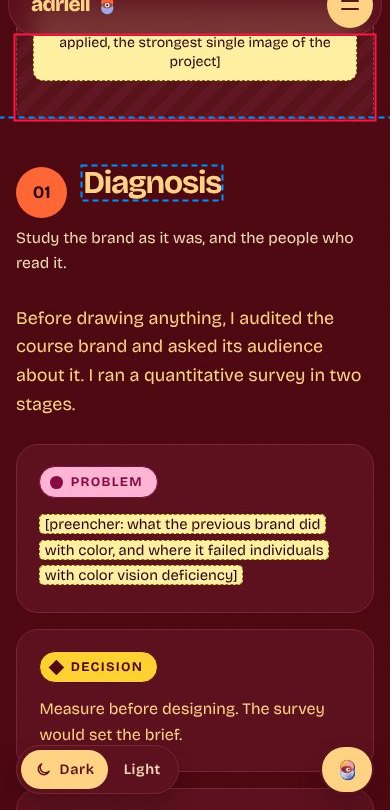 adriell
applied, the strongest single image of the
project]
01
Diagnosis
Study the brand as it was, and the people who
read it.
Before drawing anything, I audited the
course brand and asked its audience
about it. I ran a quantitative survey in two
stages.
PROBLEM
[preencher: what the previous brand did
with color, and where it failed individuals
with color vision deficiency]
DECISION
Measure before designing. The survey
would set the brief.
Dark
Light